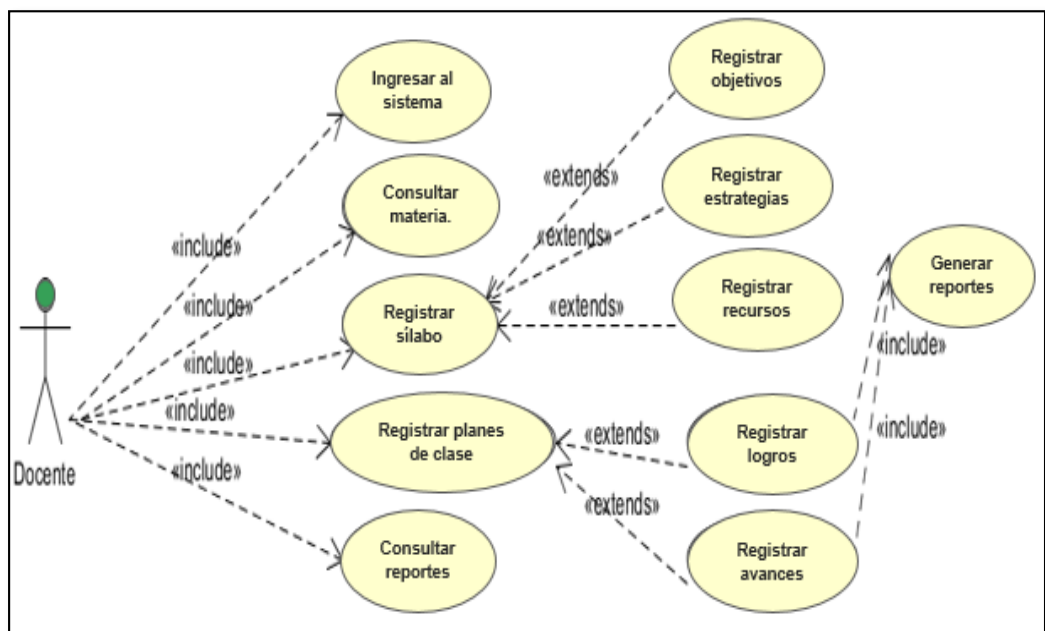 Ingresar al
sistema
Registrar
objetivos
Consultar
materia.
«extends»
Registrar
estrategias
«include»
«extends»
Generar
reportes
«include»
Registrar
sílabo
«extends»
Registrar
recursos
«include»
«include»
«include»
Registrar planes
de clase
«extends»
Registrar
logros
«include»
Docente
«include»
«extends»
Consultar
reportes
Registrar
avances